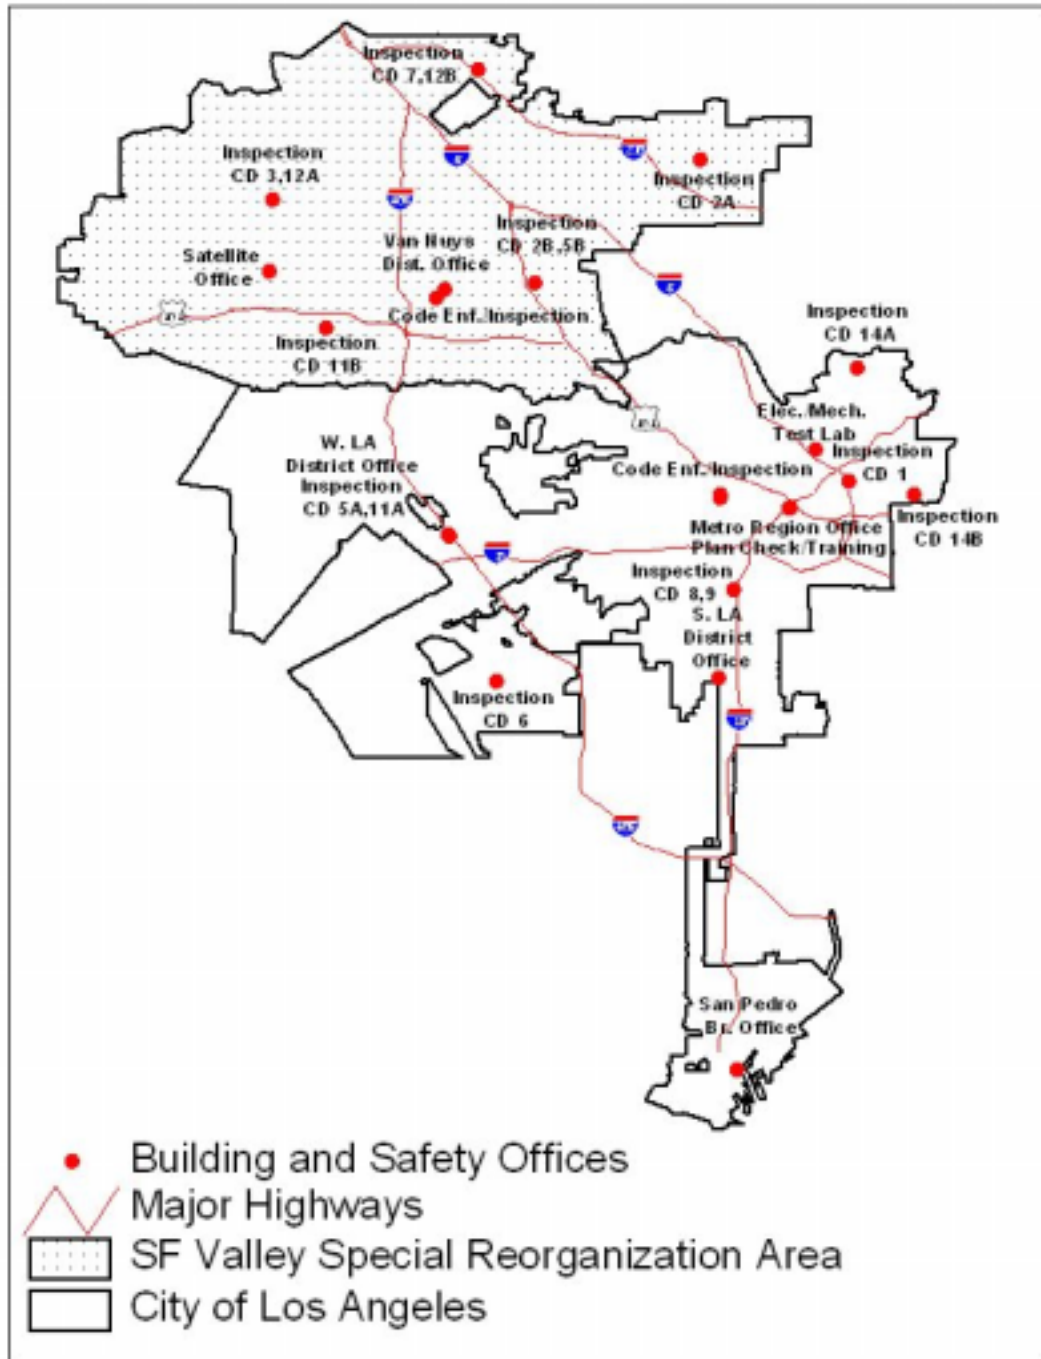 Inspection
CD 7,12B
Inspection
CD 3,12A
Inspection
CD 2A
Inspection
CD 2B,5B
Van Nuys
Dist. Office
Satellite
Office
Code Enf./Inspection
Inspection
CD 11B
Inspection
CD 14A
Elec./Mech.
Test Lab
Inspection
CD 1
W. LA
District Office
Inspection
CD 5A,11A
Code Enf. Inspection
Inspection
CD 14B
Metro Region Office
Plan Check/Training
Inspection
CD 8,9
S. LA
District
Office
Inspection
CD 6
San Pedro
Br. Office
Building and Safety Offices
Major Highways
SF Valley Special Reorganization Area
City of Los Angeles